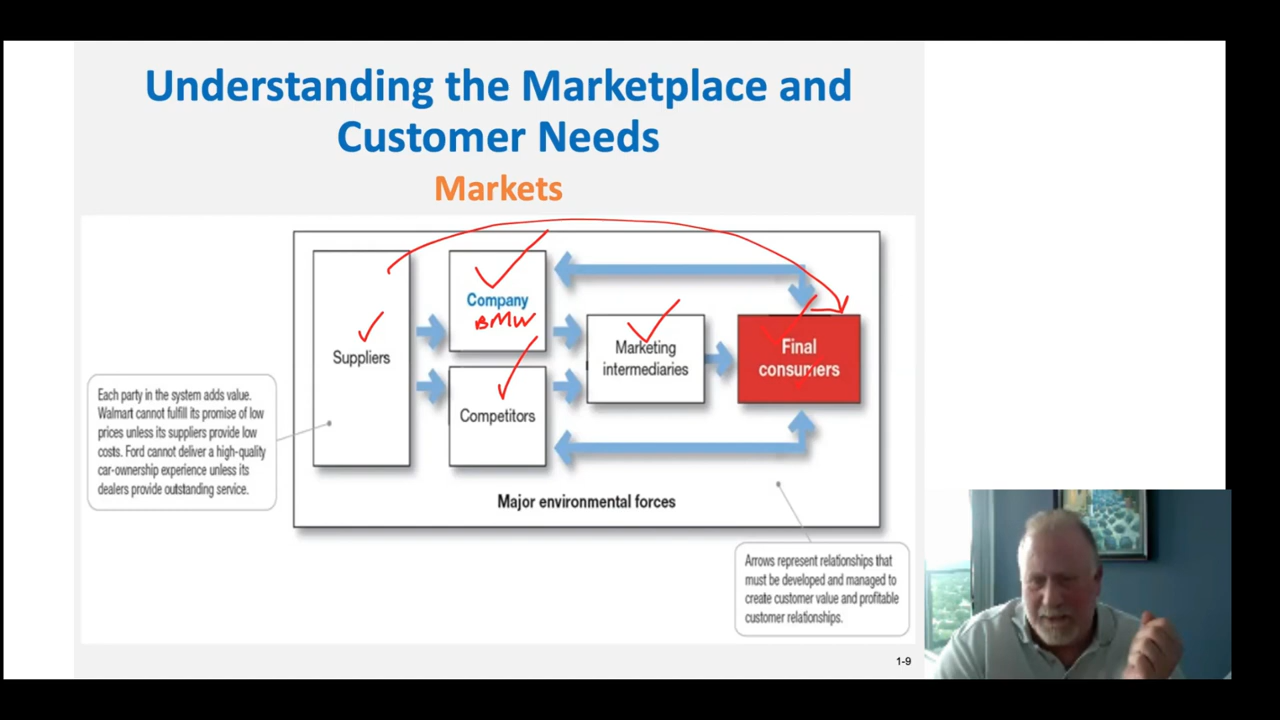 Understanding the Marketplace and
Customer Needs
Markets
Suppliers
Company
BMW
Competitors
Marketing
intermediaries
Final
consumers
Each party in the system adds value.
Walmart cannot fulfill its promise of low
prices unless its suppliers provide low
costs. Ford cannot deliver a high-quality
car-ownership experience unless its
dealers provide outstanding service.
Major environmental forces
Arrows represent relationships that
must be developed and managed to
create customer value and profitable
customer relationships.
1-9